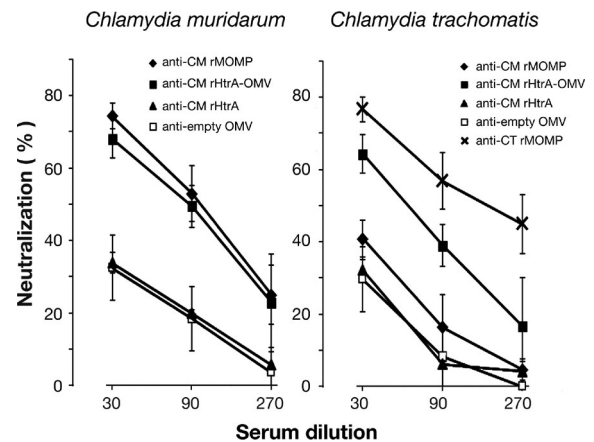 Chlamydia muridarum
Chlamydia trachomatis
Neutralization ( % )
80
60
40
20
0
30
90
270
anti-CM rMOMP
anti-CM rHtrA-OMV
anti-CM rHtrA
anti-empty OMV
80
60
40
20
0
30
90
270
anti-CM rMOMP
anti-CM rHtrA-OMV
anti-CM rHtrA
anti-empty OMV
anti-CT rMOMP
Serum dilution